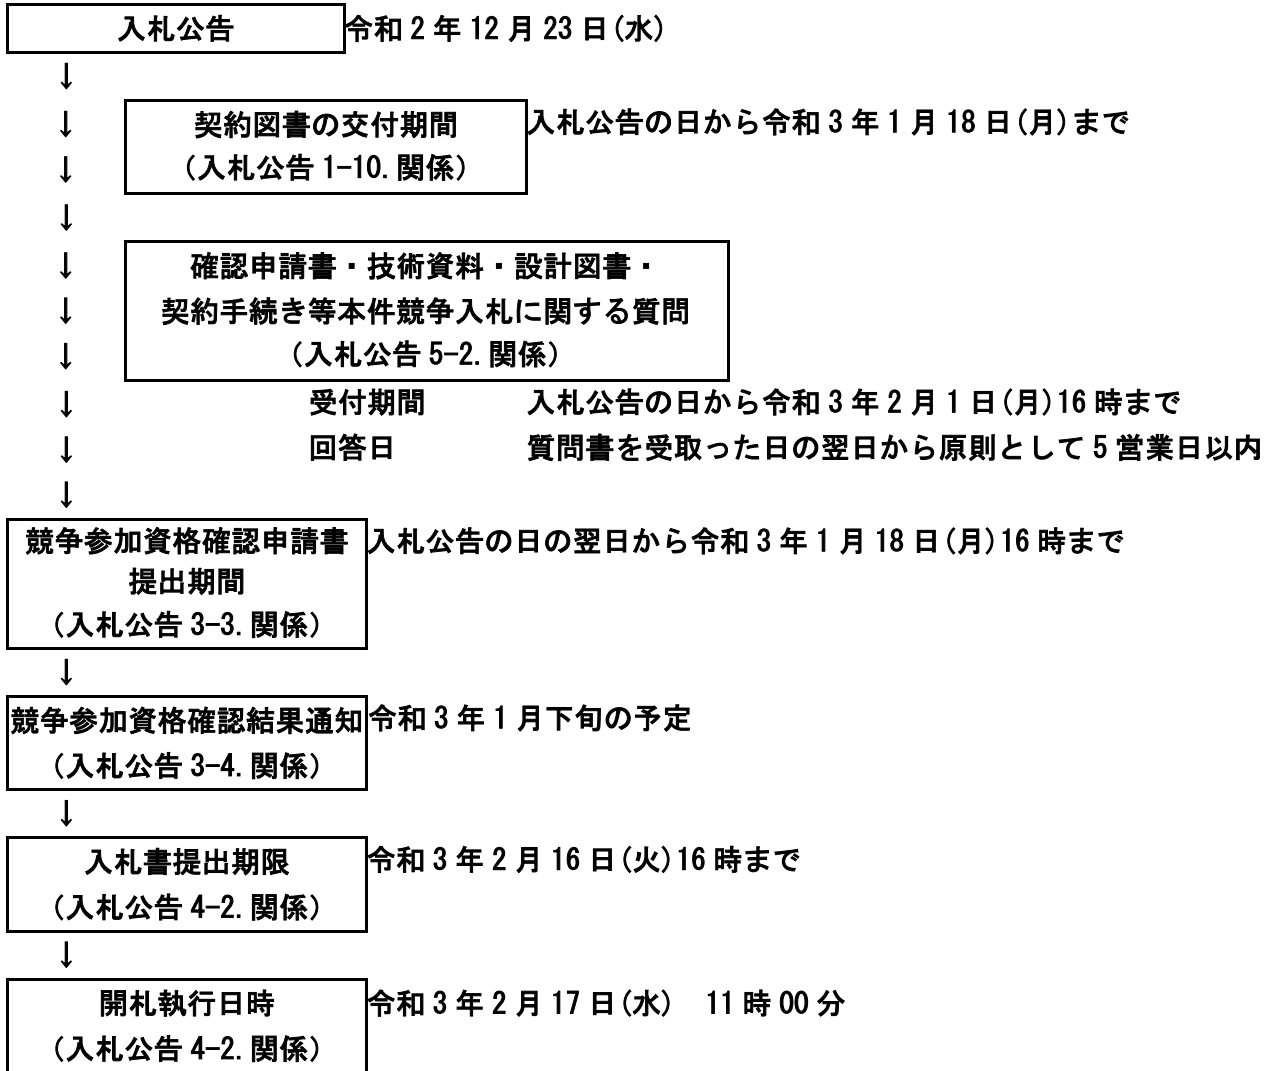 入札公告 令和2年12月23日(水)
↓
↓ 契約図書の交付期間 入札公告の日から令和3年1月18日(月)まで
↓ (入札公告1-10.関係)
↓
↓ 確認申請書・技術資料・設計図書・
↓ 契約手続き等本件競争入札に関する質問
↓ (入札公告5-2.関係)
↓ 受付期間 入札公告の日から令和3年2月1日(月)16時まで
↓ 回答日 質問書を受取った日の翌日から原則として5営業日以内
↓
競争参加資格確認申請書 入札公告の日の翌日から令和3年1月18日(月)16時まで
提出期間
(入札公告3-3.関係)
↓
競争参加資格確認結果通知 令和3年1月下旬の予定
(入札公告3-4.関係)
↓
入札書提出期限 令和3年2月16日(火)16時まで
(入札公告4-2.関係)
↓
開札執行日時 令和3年2月17日(水) 11時00分
(入札公告4-2.関係)